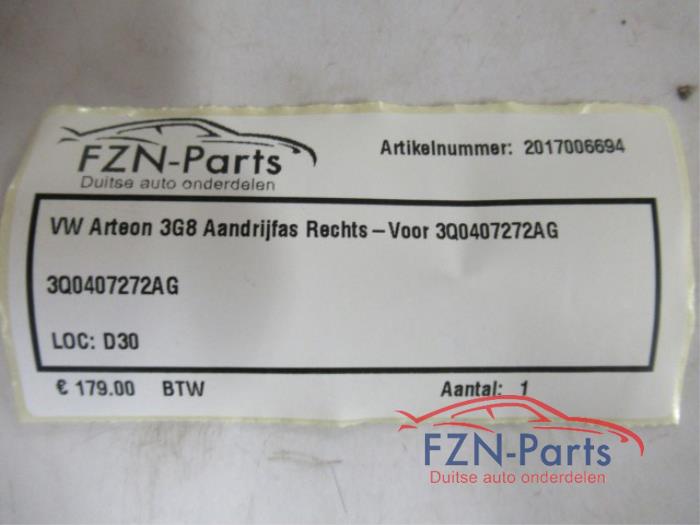 FZN-Parts
Duitse auto onderdelen
Artikelnummer: 2017006694
VW Arteon 3G8 Aandrijfas Rechts-Voor 3Q0407272AG
3Q0407272AG
LOC: D30
€ 179.00 BTW Aantal: 1
FZN-Parts
Duitse auto onderdelen